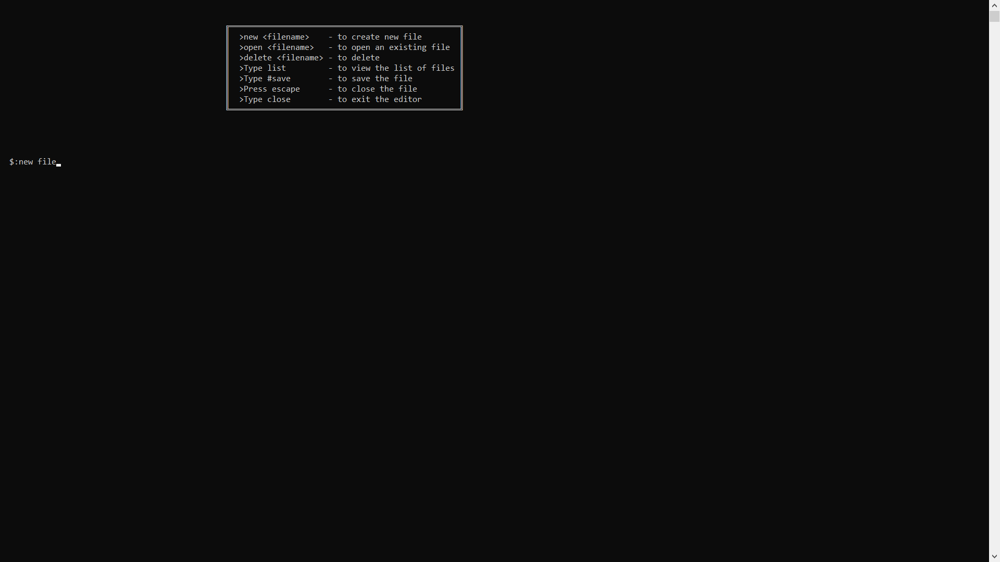 >new <filename>    - to create new file
>open <filename>   - to open an existing file
>delete <filename> - to delete
>Type list         - to view the list of files
>Type #save        - to save the file
>Press escape      - to close the file
>Type close        - to exit the editor
$:new file